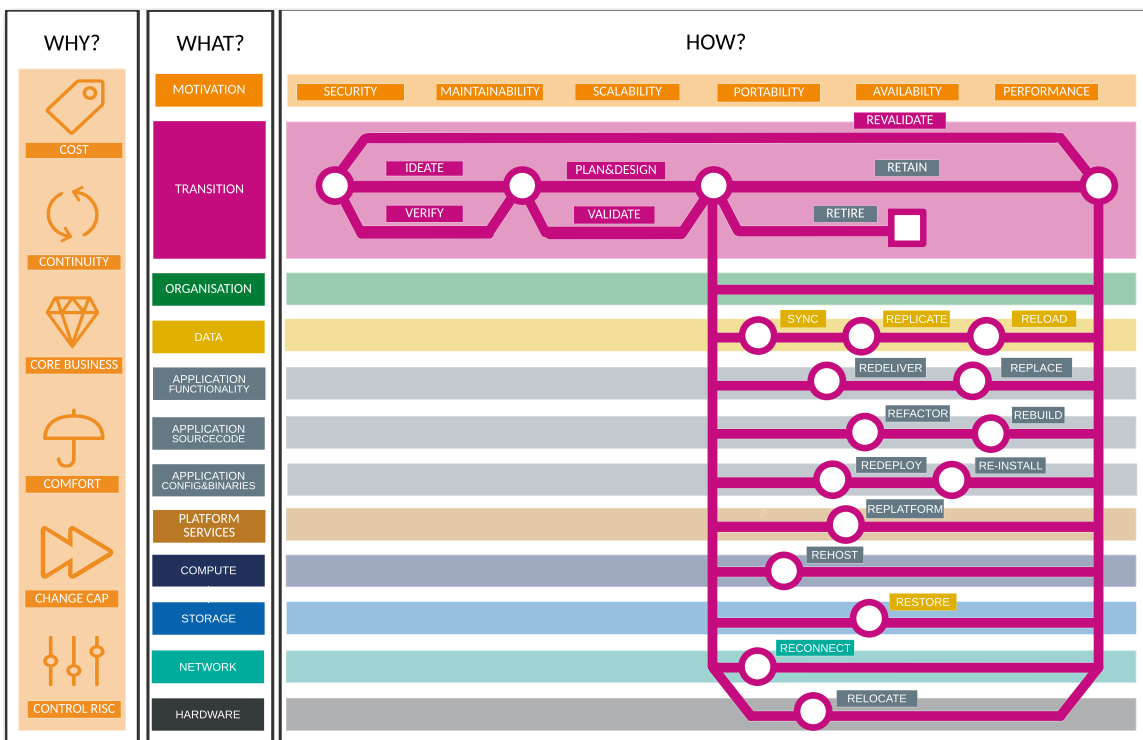 WHY?
COST
CONTINUITY
CORE BUSINESS
COMFORT
CHANGE CAP
CONTROL RISC
WHAT?
MOTIVATION
TRANSITION
ORGANISATION
DATA
APPLICATION
FUNCTIONALITY
APPLICATION
SOURCECODE
APPLICATION
CONFIG&BINARIES
PLATFORM
SERVICES
COMPUTE
STORAGE
NETWORK
HARDWARE
HOW?
SECURITY
MAINTAINABILITY
SCALABILITY
PORTABILITY
AVAILABILTY
PERFORMANCE
REVALIDATE
IDEATE
PLAN&DESIGN
RETAIN
VERIFY
VALIDATE
RETIRE
SYNC
REPLICATE
RELOAD
REDELIVER
REPLACE
REFACTOR
REBUILD
REDEPLOY
RE-INSTALL
REPLATFORM
REHOST
RESTORE
RECONNECT
RELOCATE